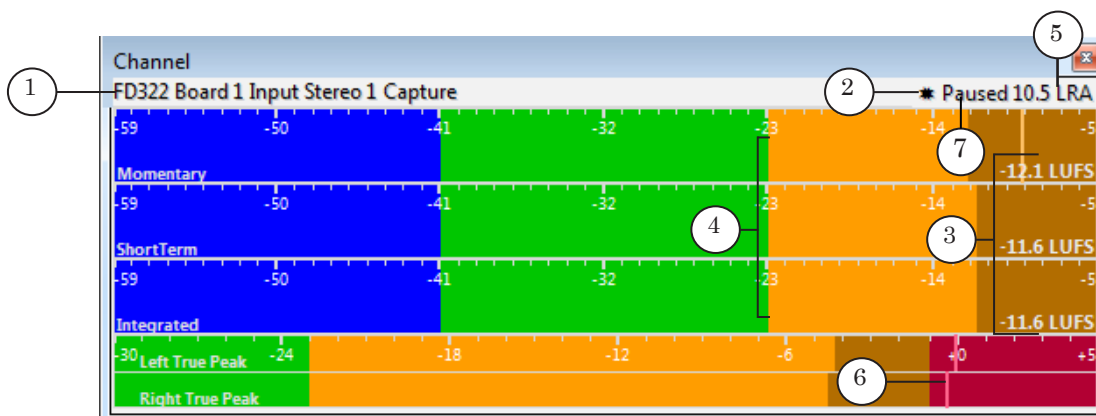 5
Channel
1 FD322 Board 1 Input Stereo 1 Capture 2 Paused 10.5 LRA
-59 -50 -41 -32 -23 -14 -5
7
Momentary -12.1 LUFS
-59 -50 -41 -32 -23 -14 -5
4 3
ShortTerm -11.6 LUFS
-59 -50 -41 -32 -23 -14 -5
Integrated -11.6 LUFS
-30 Left True Peak -24 -18 -12 -6 +0 +5
6
Right True Peak